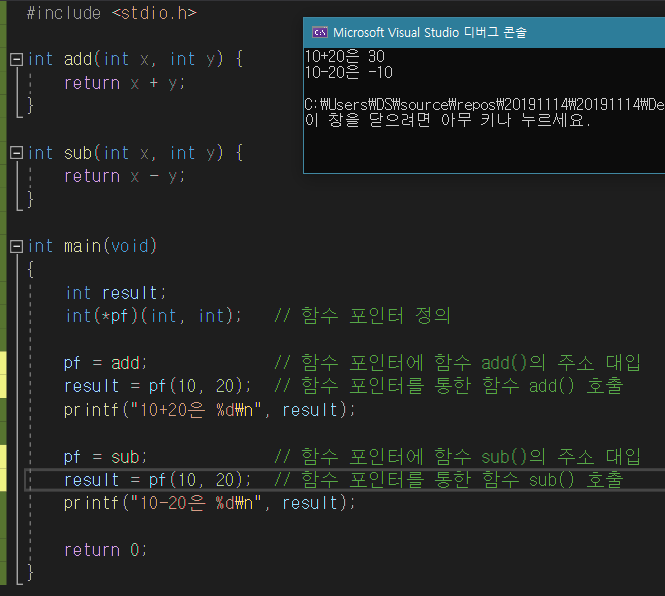 #include <stdio.h>
int add(int x, int y) {
return x + y;
}
int sub(int x, int y) {
return x - y;
}
int main(void)
{
int result;
int(*pf)(int, int); // 함수 포인터 정의
pf = add; // 함수 포인터에 함수 add()의 주소 대입
result = pf(10, 20); // 함수 포인터를 통한 함수 add() 호출
printf("10+20은 %d₩n", result);
pf = sub; // 함수 포인터에 함수 sub()의 주소 대입
result = pf(10, 20); // 함수 포인터를 통한 함수 sub() 호출
printf("10-20은 %d₩n", result);
return 0;
}
Microsoft Visual Studio 디버그 콘솔
10+20은 30
10-20은 -10
C:₩Users₩DS₩source₩repos₩20191114₩20191114₩De
이 창을 닫으려면 아무 키나 누르세요.